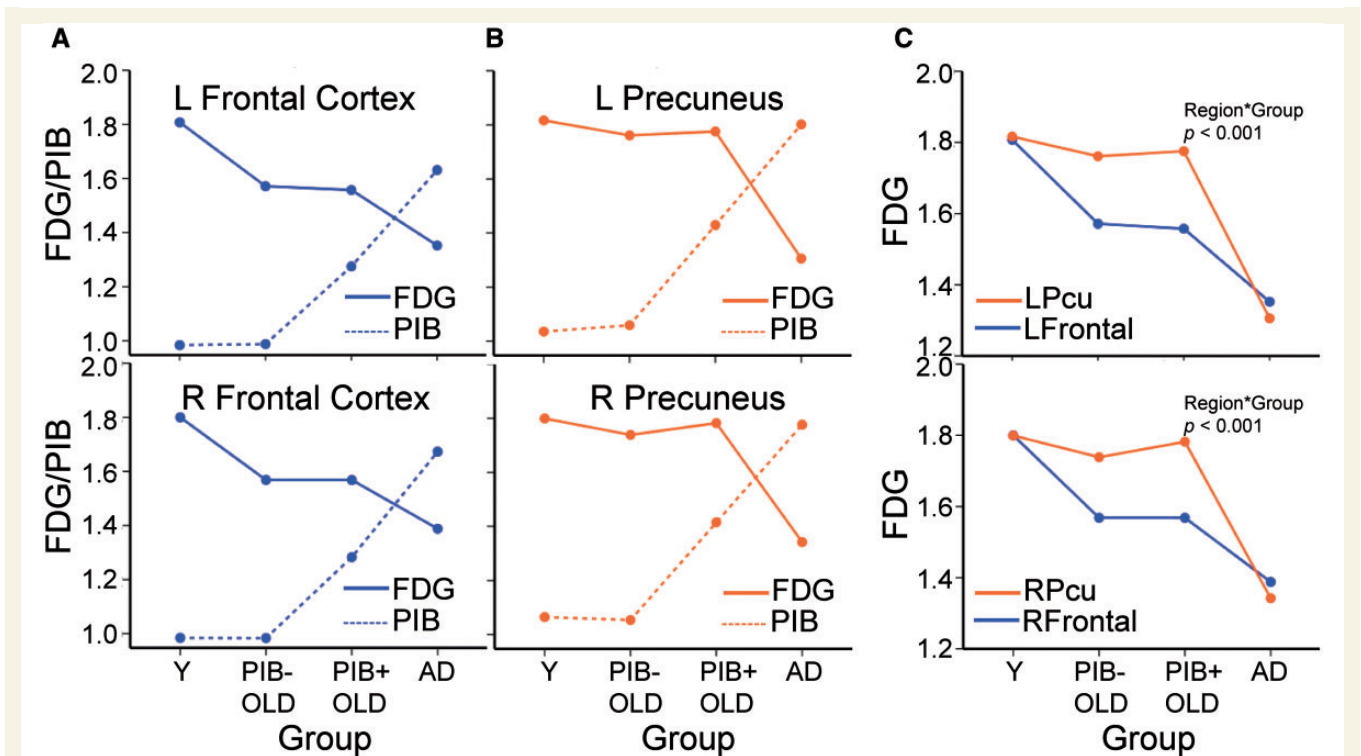 A
2.0
1.8
1.6
1.4
1.2
1.0
FDG/PIB
L Frontal Cortex
FDG
PIB
2.0
1.8
1.6
1.4
1.2
1.0
FDG/PIB
R Frontal Cortex
FDG
PIB
Y
PIB-
OLD
PIB+
OLD
AD
Group
B
L Precuneus
FDG
PIB
R Precuneus
FDG
PIB
Y
PIB-
OLD
PIB+
OLD
AD
Group
C
2.0
1.8
1.6
1.4
1.2
FDG
Region*Group
p < 0.001
LPcu
LFrontal
2.0
1.8
1.6
1.4
1.2
FDG
Region*Group
p < 0.001
RPcu
RFrontal
Y
PIB-
OLD
PIB+
OLD
AD
Group